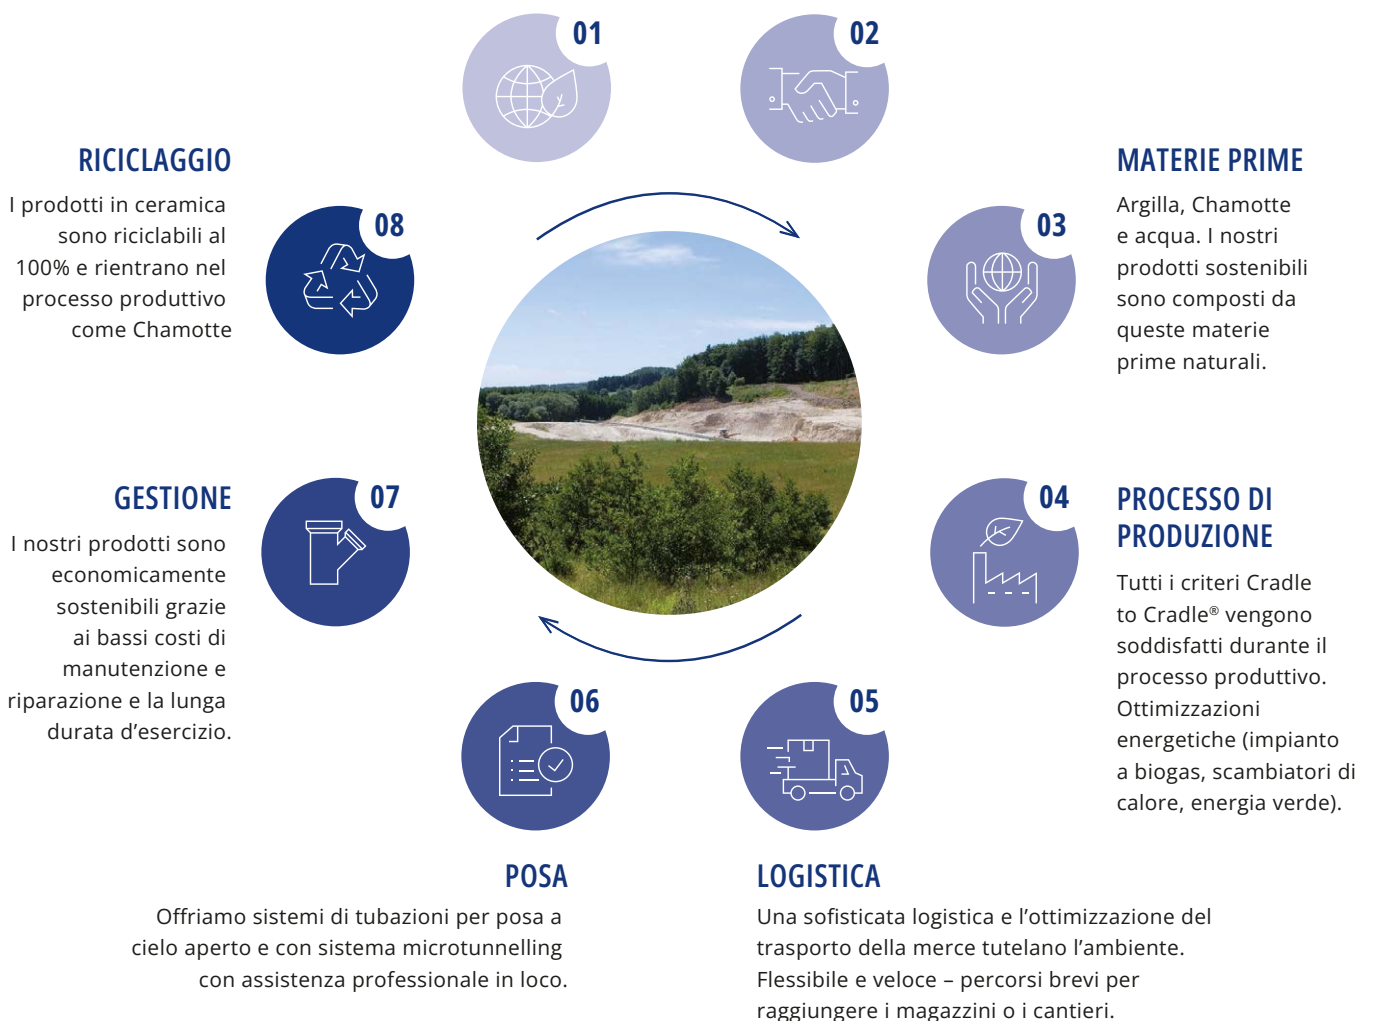 01
02
MATERIE PRIME
03
Argilla, Chamotte
e acqua. I nostri
prodotti sostenibili
sono composti da
queste materie
prime naturali.
04
PROCESSO DI
PRODUZIONE
Tutti i criteri Cradle
to Cradle® vengono
soddisfatti durante il
processo produttivo.
Ottimizzazioni
energetiche (impianto
a biogas, scambiatori di
calore, energia verde).
05
LOGISTICA
Una sofisticata logistica e l’ottimizzazione del
trasporto della merce tutelano l’ambiente.
Flessibile e veloce – percorsi brevi per
raggiungere i magazzini o i cantieri.
06
POSA
Offriamo sistemi di tubazioni per posa a
cielo aperto e con sistema microtunnelling
con assistenza professionale in loco.
07
GESTIONE
I nostri prodotti sono
economicamente
sostenibili grazie
ai bassi costi di
manutenzione e
riparazione e la lunga
durata d’esercizio.
08
RICICLAGGIO
I prodotti in ceramica
sono riciclabili al
100% e rientrano nel
processo produttivo
come Chamotte